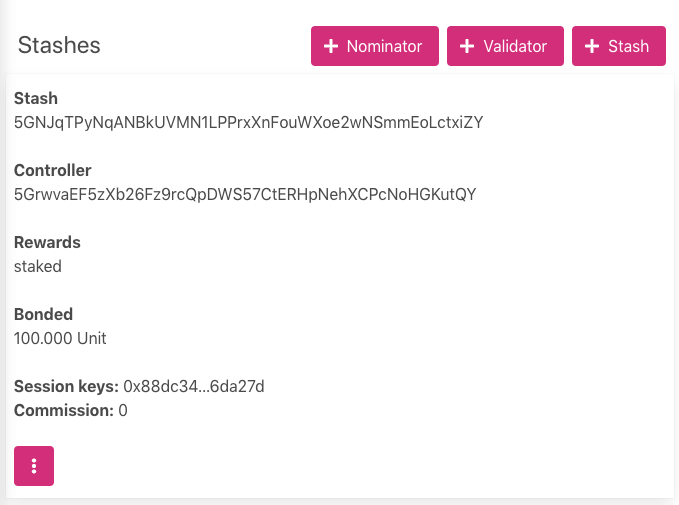 Stashes
Nominator
Validator
Stash
Stash
5GNJqTPyNqANBkUVMN1LPPrxXnFouWXoe2wNSmmEoLctxiZY
Controller
5GrwvaEF5zXb26Fz9rcQpDWS57CtERHpNehXCPcNoHGKutQY
Rewards
staked
Bonded
100.000 Unit
Session keys: 0x88dc34...6da27d
Commission: 0